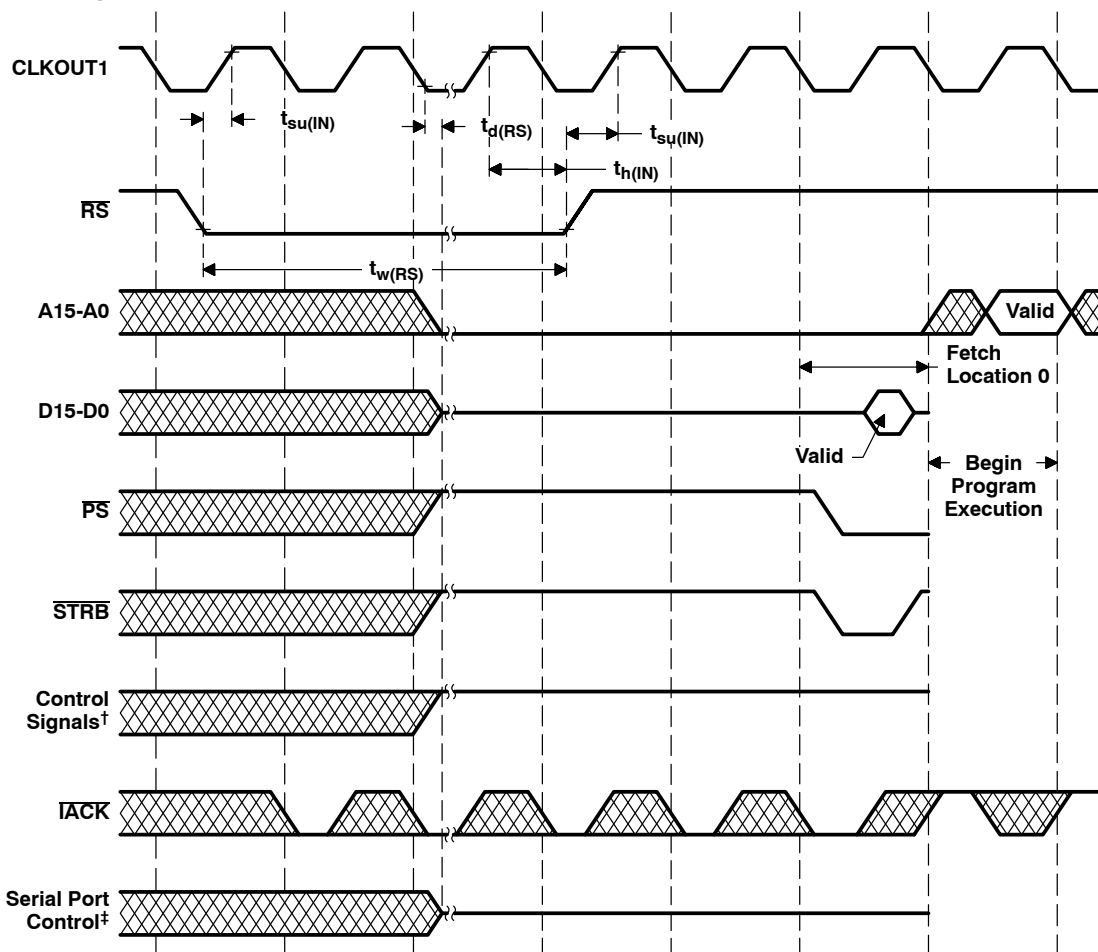 CLKOUT1
tsu(IN)
td(RS)
tsu(IN)
th(IN)
RS
tw(RS)
A15-A0
Valid
Fetch
Location 0
D15-D0
Valid
Begin
Program
Execution
PS
STRB
Control
Signals†
IACK
Serial Port
Control‡